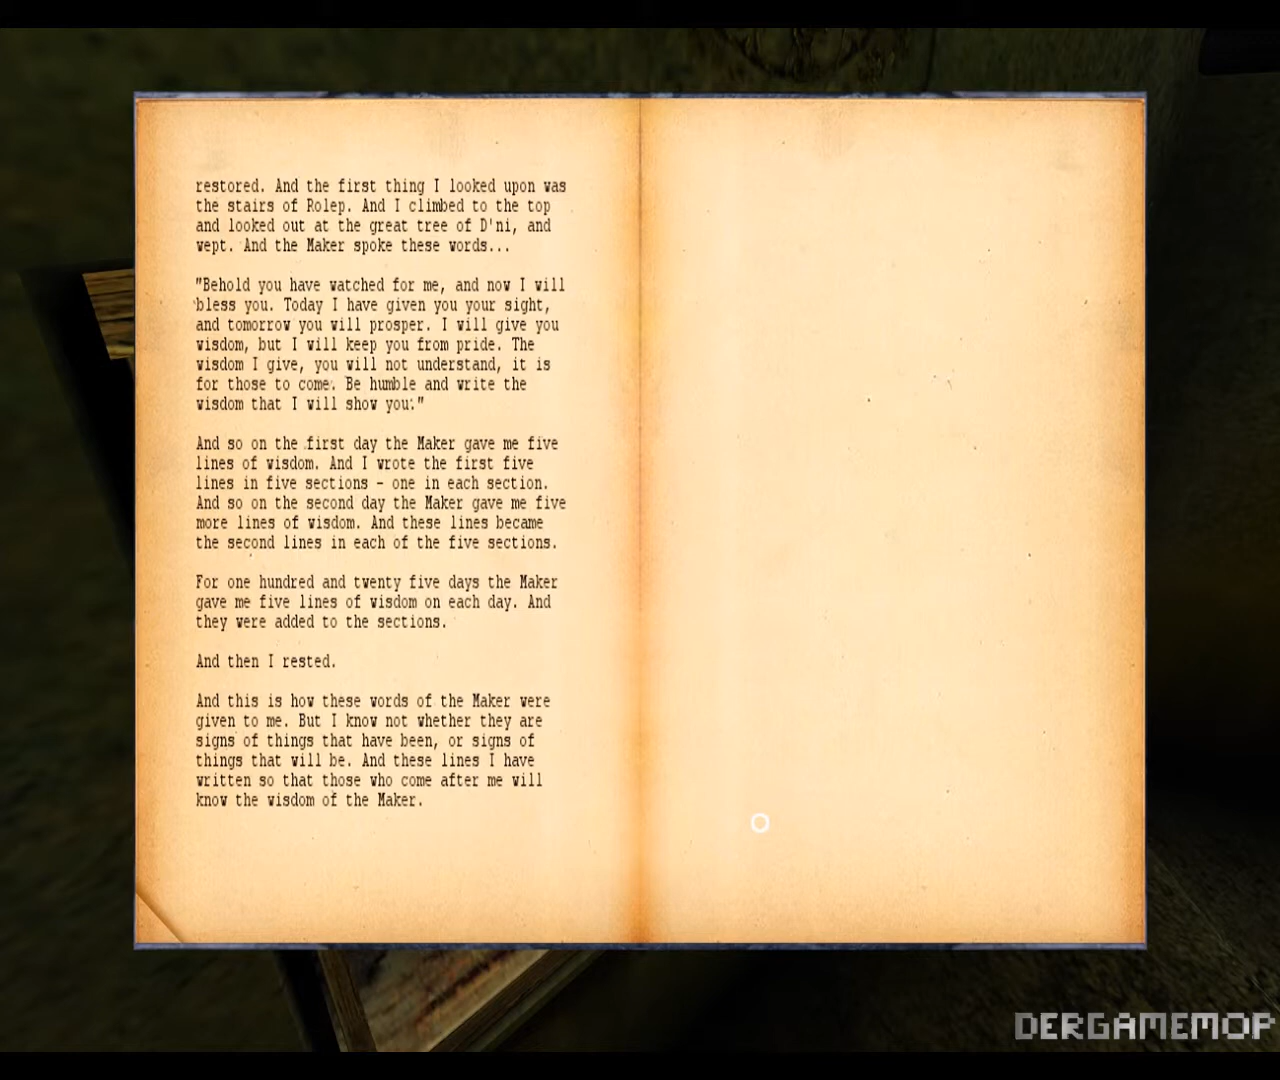 restored. And the first thing I looked upon was
the stairs of Rolep. And I climbed to the top
and looked out at the great tree of D'ni, and
wept. And the Maker spoke these words...
"Behold you have watched for me, and now I will
bless you. Today I have given you your sight,
and tomorrow you will prosper. I will give you
wisdom, but I will keep you from pride. The
wisdom I give, you will not understand, it is
for those to come. Be humble and write the
wisdom that I will show you."
And so on the first day the Maker gave me five
lines of wisdom. And I wrote the first five
lines in five sections - one in each section.
And so on the second day the Maker gave me five
more lines of wisdom. And these lines became
the second lines in each of the five sections.
For one hundred and twenty five days the Maker
gave me five lines of wisdom on each day. And
they were added to the sections.
And then I rested.
And this is how these words of the Maker were
given to me. But I know not whether they are
signs of things that have been, or signs of
things that will be. And these lines I have
written so that those who come after me will
know the wisdom of the Maker.
DERGAMEMOP